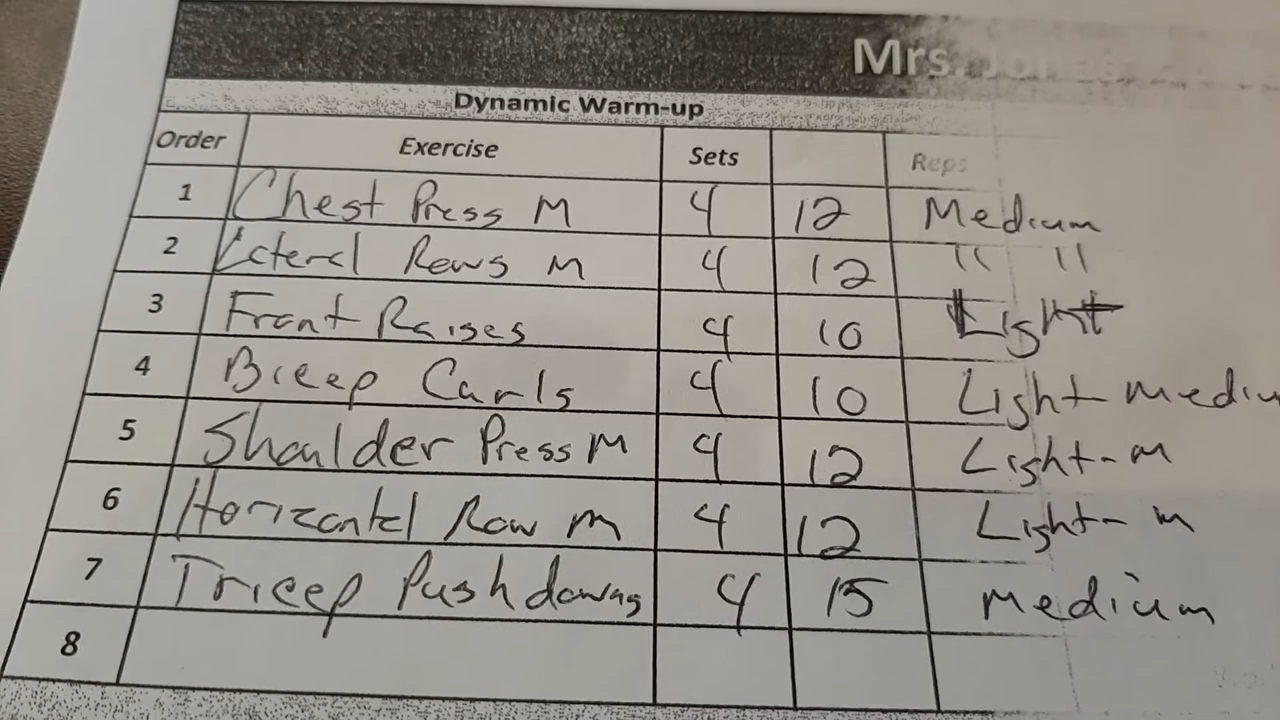 Mrs. Jones
Dynamic Warm-up
Order Exercise Sets Reps
1 Chest Press M 4 12 Medium
2 Lateral Rows M 4 12 " "
3 Front Raises 4 10 Light
4 Bicep Curls 4 10 Light-medium
5 Shoulder Press M 4 12 Light-m
6 Horizontal Row M 4 12 Light-m
7 Tricep Pushdowns 4 15 Medium
8